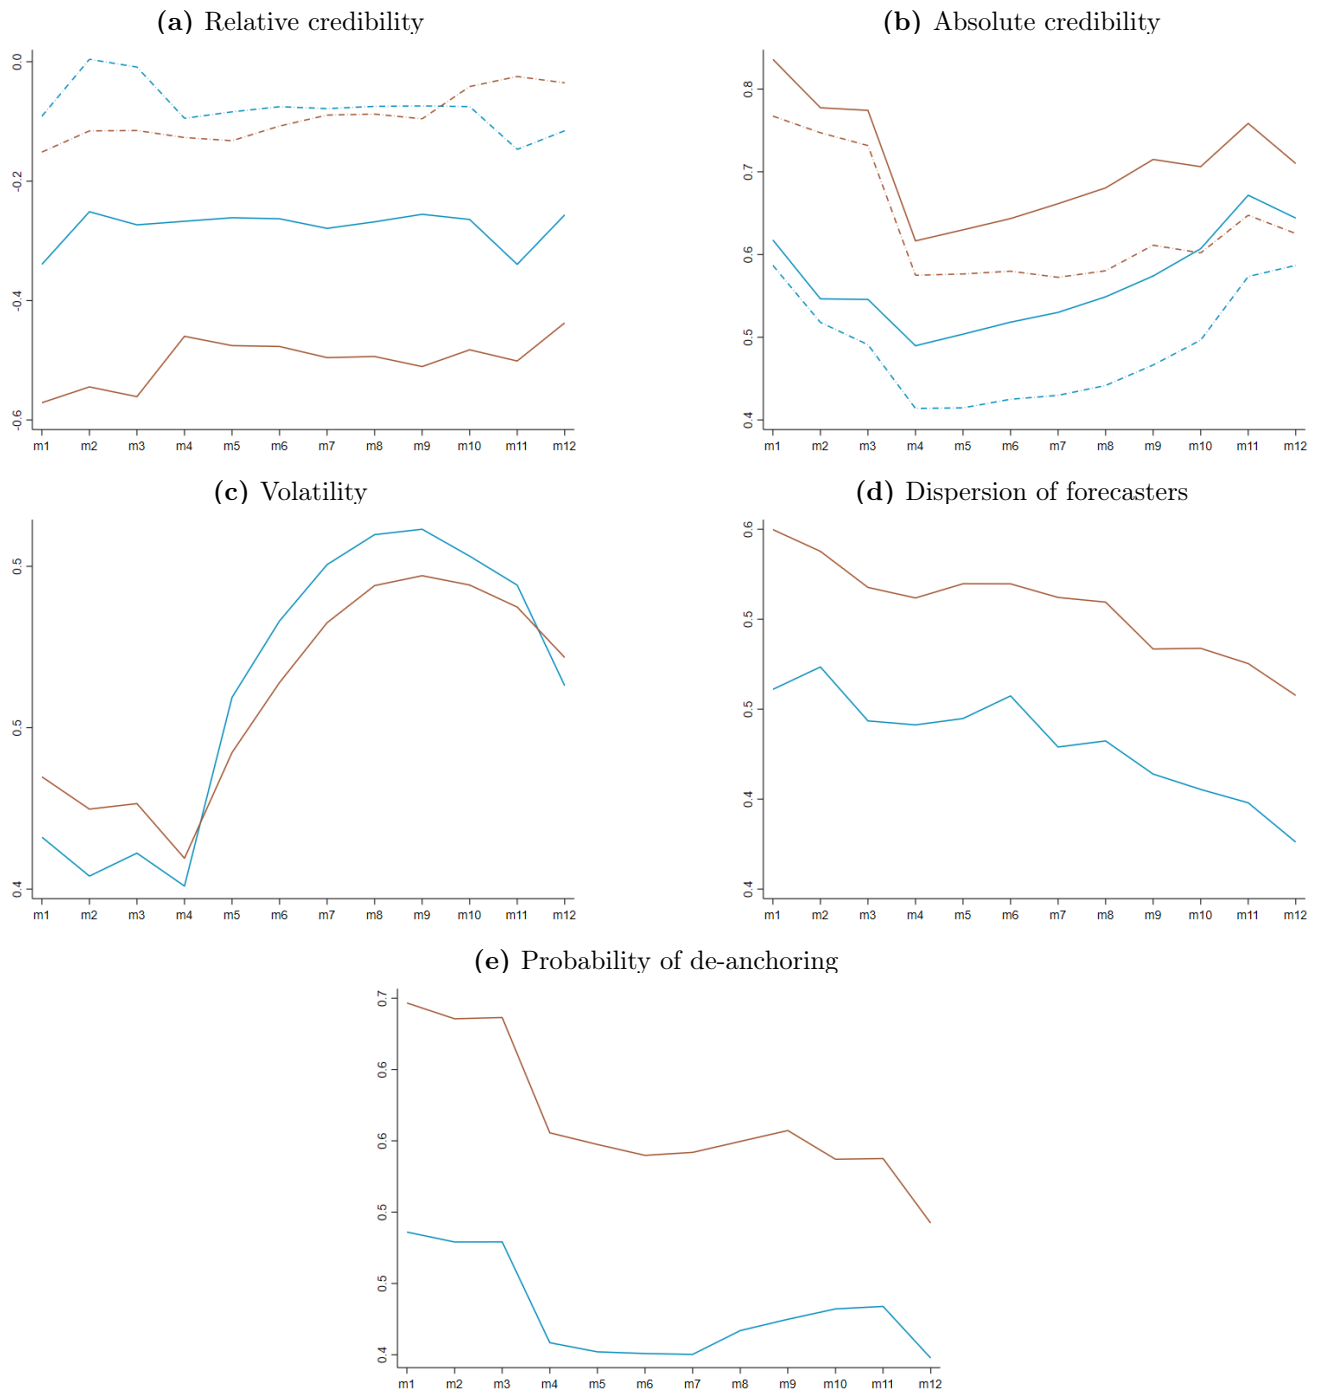 (a) Relative credibility
0.0
-0.2
-0.4
-0.6
m1 m2 m3 m4 m5 m6 m7 m8 m9 m10 m11 m12
(b) Absolute credibility
0.8
0.7
0.6
0.5
0.4
m1 m2 m3 m4 m5 m6 m7 m8 m9 m10 m11 m12
(c) Volatility
0.5
0.5
0.4
m1 m2 m3 m4 m5 m6 m7 m8 m9 m10 m11 m12
(d) Dispersion of forecasters
0.6
0.5
0.5
0.4
0.4
m1 m2 m3 m4 m5 m6 m7 m8 m9 m10 m11 m12
(e) Probability of de-anchoring
0.7
0.6
0.6
0.5
0.5
0.4
m1 m2 m3 m4 m5 m6 m7 m8 m9 m10 m11 m12